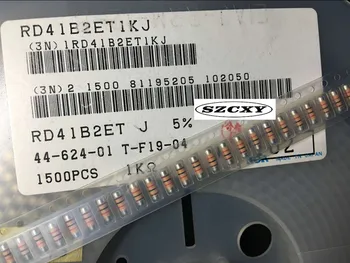 RD41B2ET1KJ
(3N)1RD41B2ET1KJ
(3N)2 1500 81195205 102050
SZCXY
RD41B2ET J 5%
44-624-01 T-F19-04
1500PCS 1KΩ